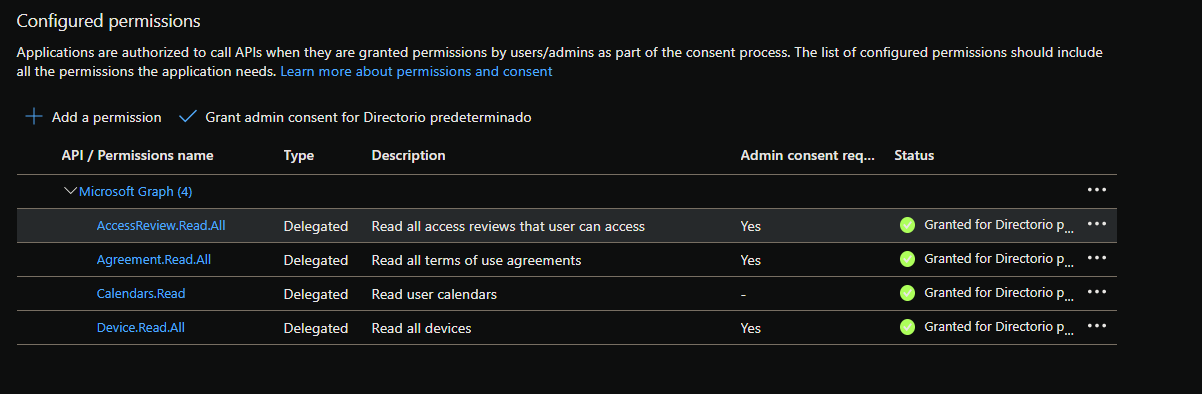 Configured permissions
Applications are authorized to call APIs when they are granted permissions by users/admins as part of the consent process. The list of configured permissions should include
all the permissions the application needs. Learn more about permissions and consent
Add a permission Grant admin consent for Directorio predeterminado
API / Permissions name Type Description Admin consent req... Status
Microsoft Graph (4)
AccessReview.Read.All Delegated Read all access reviews that user can access Yes Granted for Directorio p...
Agreement.Read.All Delegated Read all terms of use agreements Yes Granted for Directorio p...
Calendars.Read Delegated Read user calendars - Granted for Directorio p...
Device.Read.All Delegated Read all devices Yes Granted for Directorio p...